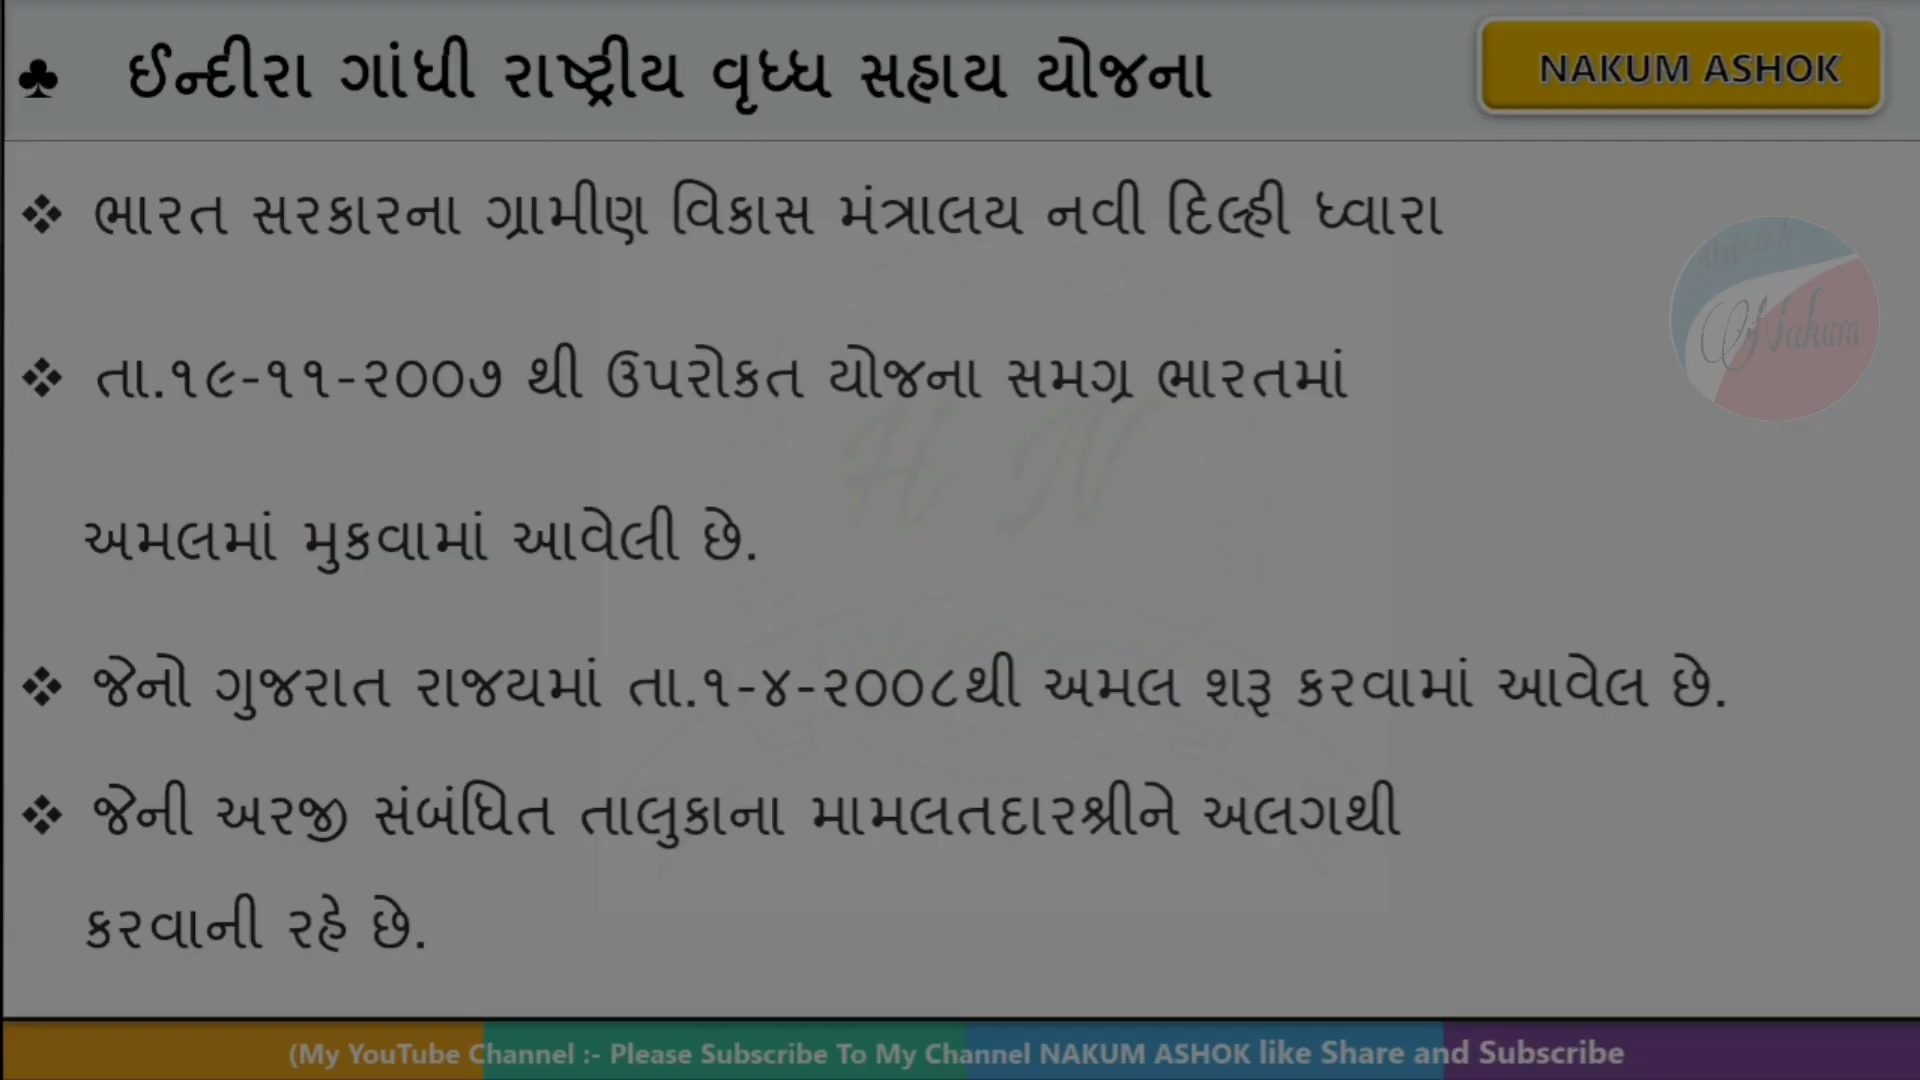 ♣ ઈન્દીરા ગાંધી રાષ્ટ્રીય વૃધ્ધ સહાય યોજના
NAKUM ASHOK
❖ ભારત સરકારના ગ્રામીણ વિકાસ મંત્રાલય નવી દિલ્હી ધ્વારા
❖ તા.૧૯-૧૧-૨૦૦૭ થી ઉપરોકત યોજના સમગ્ર ભારતમાં
અમલમાં મુકવામાં આવેલી છે.
❖ જેનો ગુજરાત રાજયમાં તા.૧-૪-૨૦૦૮થી અમલ શરૂ કરવામાં આવેલ છે.
❖ જેની અરજી સંબંધિત તાલુકાના મામલતદારશ્રીને અલગથી
કરવાની રહે છે.
Nakum
H N
(My YouTube Channel :- Please Subscribe To My Channel NAKUM ASHOK like Share and Subscribe